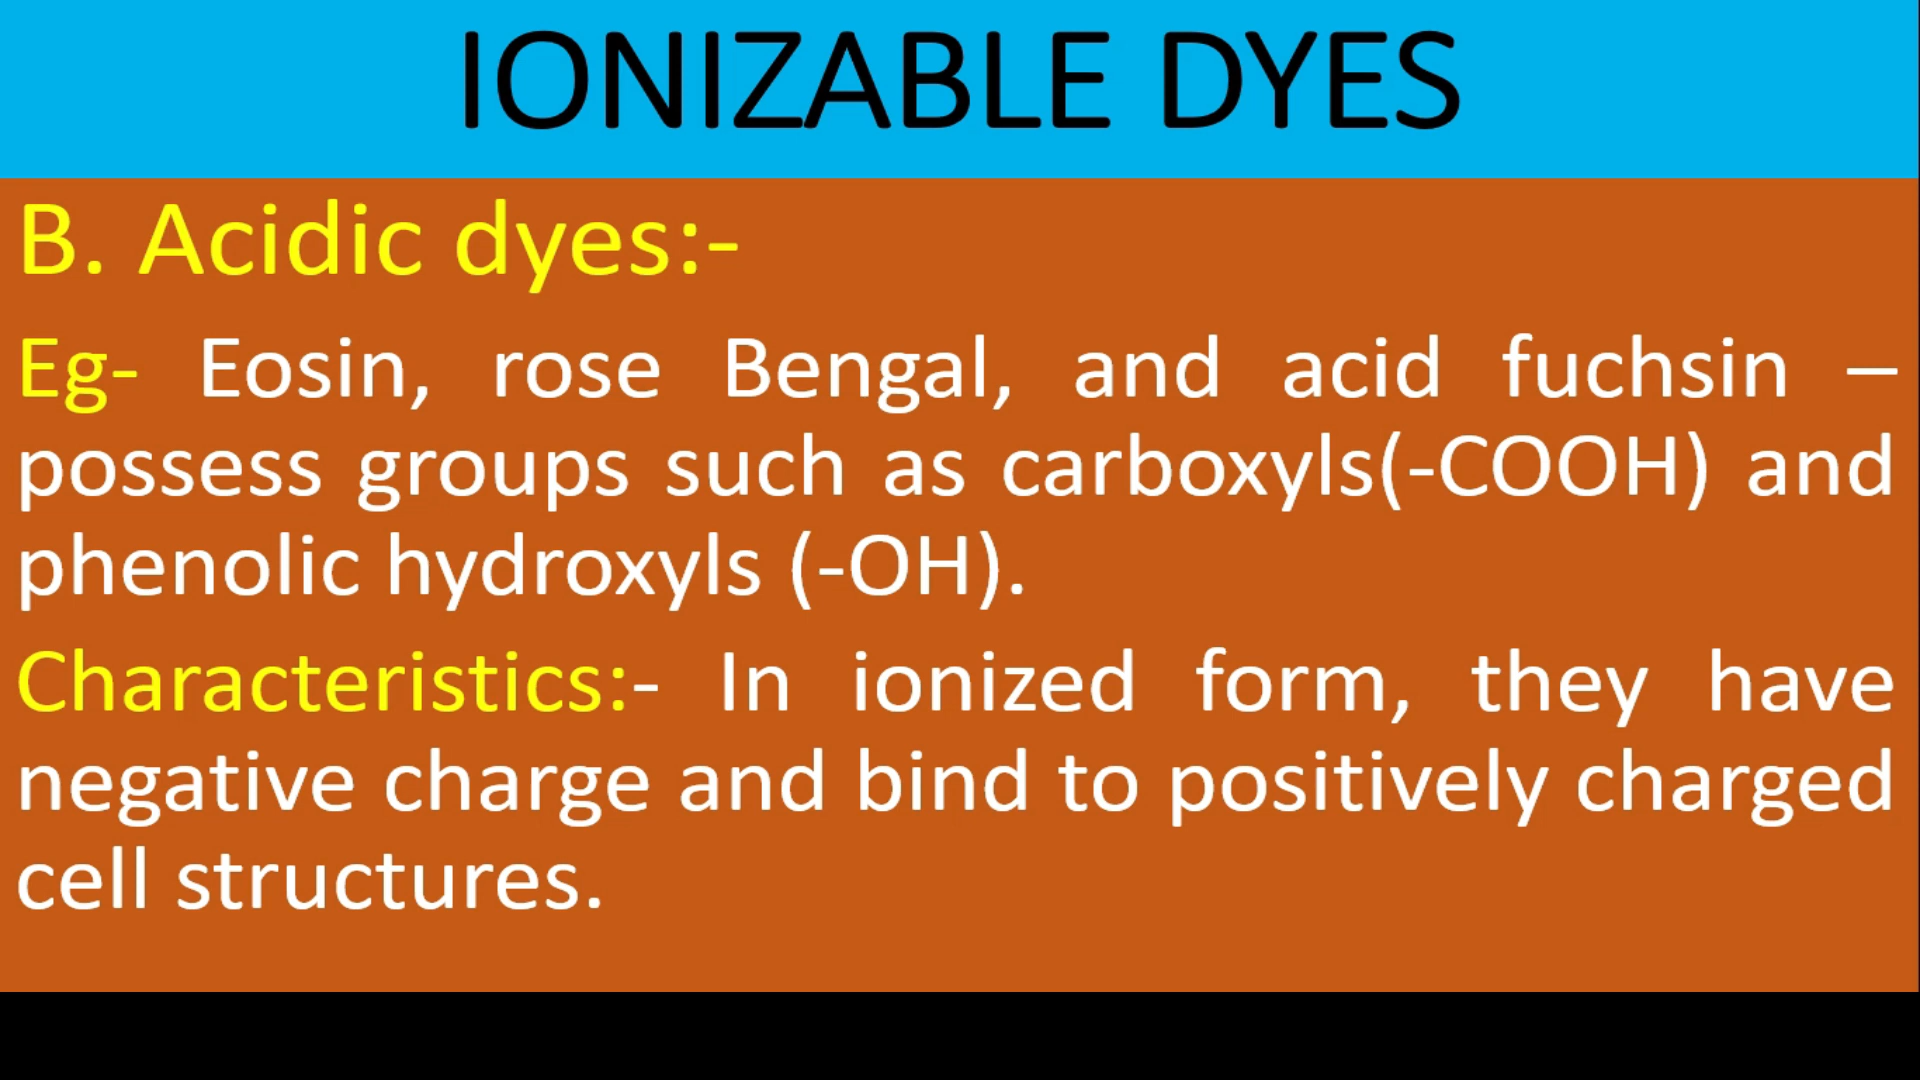 IONIZABLE DYES
B. Acidic dyes:-
Eg- Eosin, rose Bengal, and acid fuchsin –
possess groups such as carboxyls(-COOH) and
phenolic hydroxyls (-OH).
Characteristics:- In ionized form, they have
negative charge and bind to positively charged
cell structures.